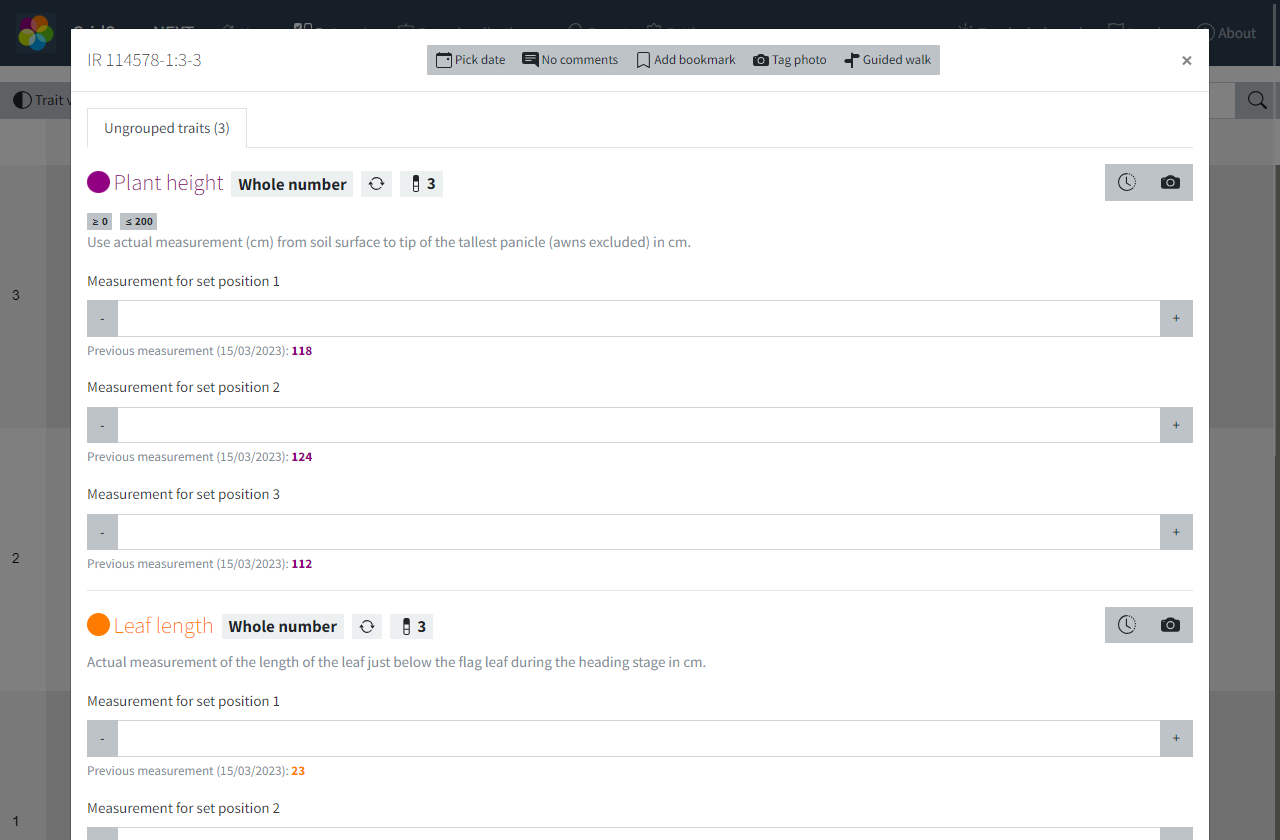 About
IR 114578-1:3-3
Pick date
No comments
Add bookmark
Tag photo
Guided walk
×
Trait v
Ungrouped traits (3)
Plant height Whole number 3
≥ 0 ≤ 200
Use actual measurement (cm) from soil surface to tip of the tallest panicle (awns excluded) in cm.
Measurement for set position 1
- +
Previous measurement (15/03/2023): 118
3
Measurement for set position 2
- +
Previous measurement (15/03/2023): 124
Measurement for set position 3
- +
Previous measurement (15/03/2023): 112
2
Leaf length Whole number 3
Actual measurement of the length of the leaf just below the flag leaf during the heading stage in cm.
Measurement for set position 1
- +
Previous measurement (15/03/2023): 23
Measurement for set position 2
1